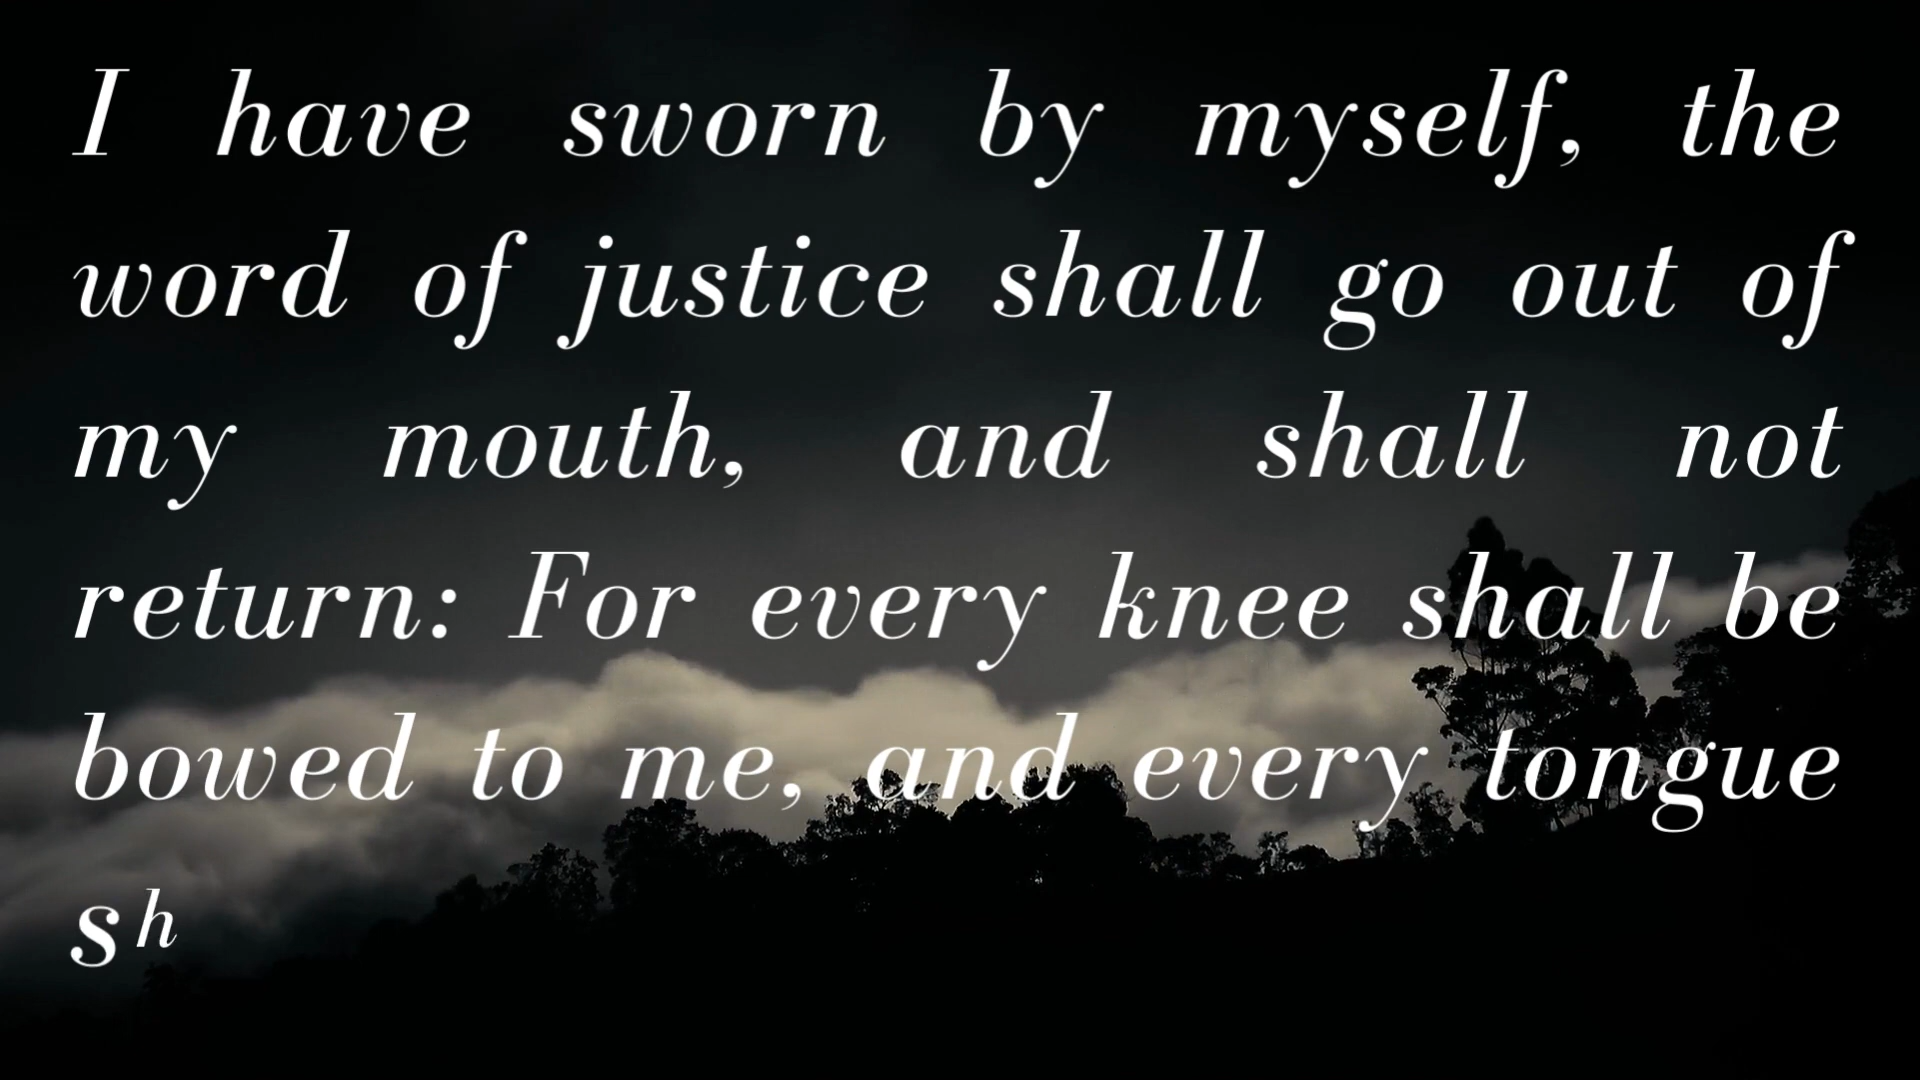 I have sworn by myself, the
word of justice shall go out of
my mouth, and shall not
return: For every knee shall be
bowed to me, and every tongue
sh